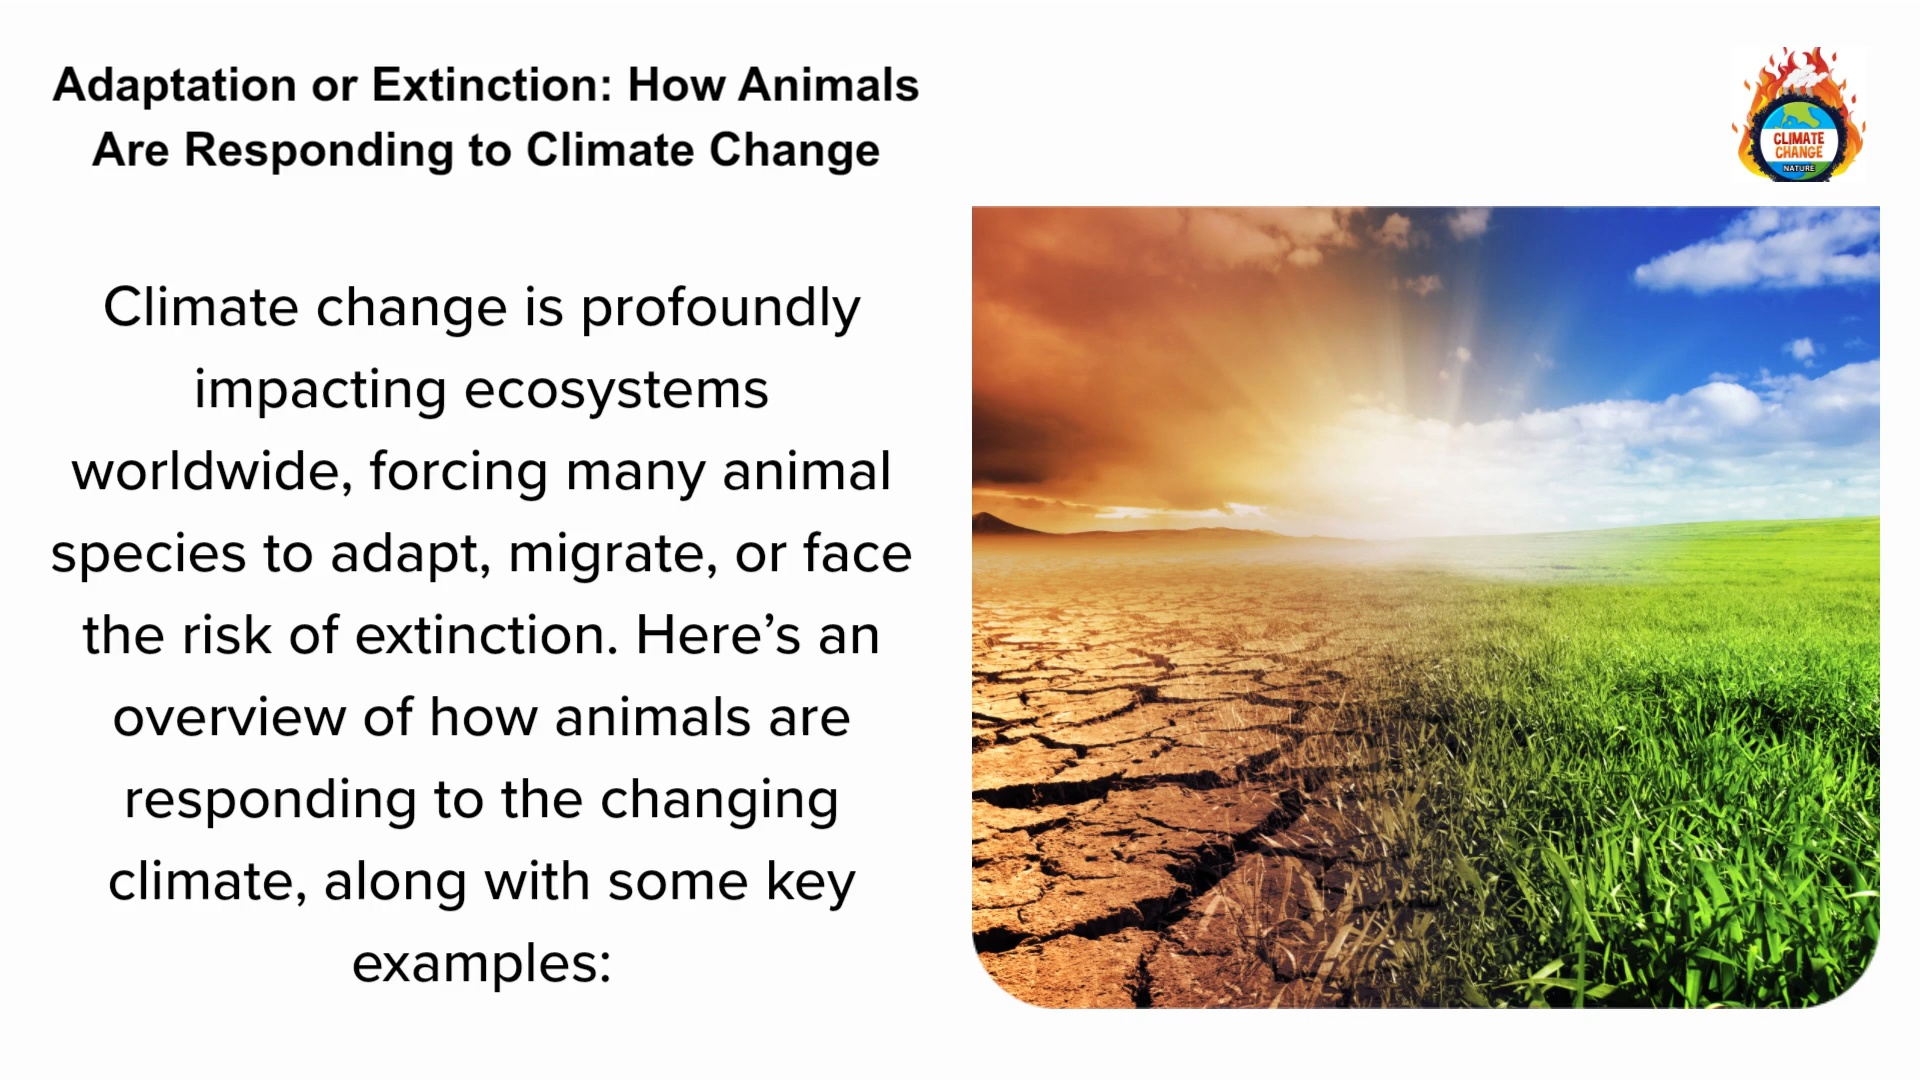 Adaptation or Extinction: How Animals
Are Responding to Climate Change
CLIMATE
CHANGE
NATURE
Climate change is profoundly
impacting ecosystems
worldwide, forcing many animal
species to adapt, migrate, or face
the risk of extinction. Here’s an
overview of how animals are
responding to the changing
climate, along with some key
examples: